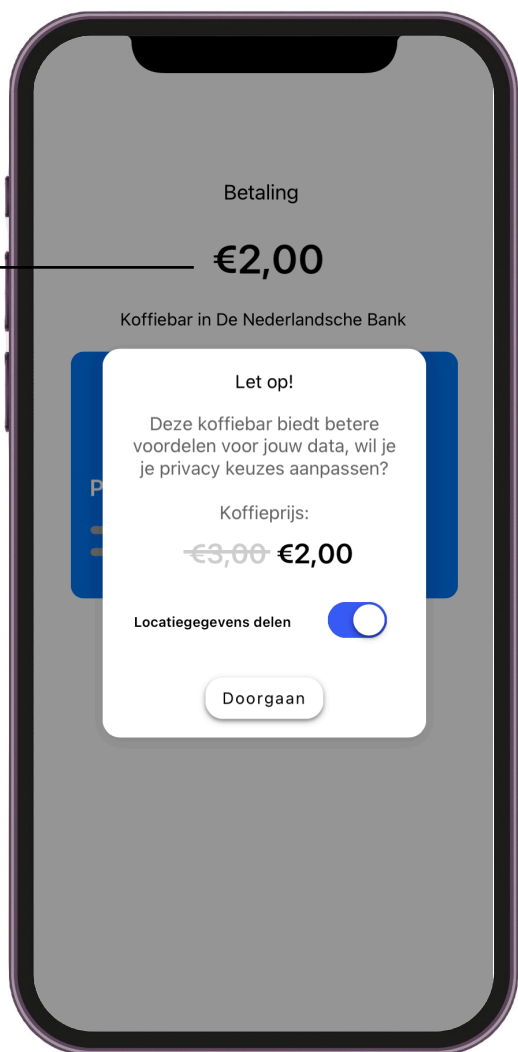 Betaling
€2,00
Koffiebar in De Nederlandsche Bank
P
Let op!
Deze koffiebar biedt betere
voordelen voor jouw data, wil je
je privacy keuzes aanpassen?
Koffieprijs:
€3,00 €2,00
Locatiegegevens delen
Doorgaan